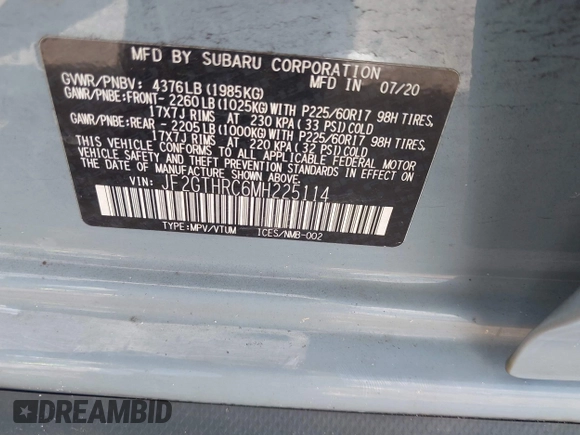 MFD BY SUBARU CORPORATION
GVWR/PNBV: 4376LB (1985KG) MFD IN 07/20
GAWR/PNBE:FRONT-2260LB (1025KG) WITH P225/60R17 98H TIRES,
17X7J RIMS AT 230 KPA (33 PSI) COLD
GAWR/PNBE:REAR -2205LB (1000KG) WITH P225/60R17 98H TIRES,
17X7J RIMS AT 220 KPA (32 PSI) COLD
THIS VEHICLE CONFORMS TO ALL APPLICABLE FEDERAL MOTOR
VEHICLE SAFETY AND BUMPER STANDARDS IN EFFECT ON
THE DATE OF MANUFACTURE SHOWN ABOVE.
VIN: JF2GTHRC6MH225114
TYPE:MPV/VTUM ICES/NMB-002
DREAMBID